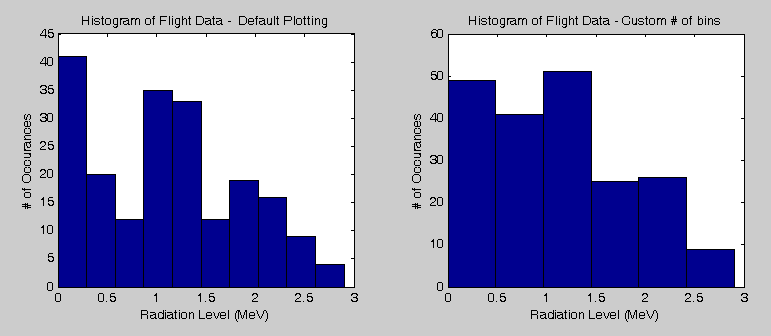 Histogram of Flight Data - Default Plotting
45
40
35
30
25
20
15
10
5
0
# of Occurances
0 0.5 1 1.5 2 2.5 3
Radiation Level (MeV)
Histogram of Flight Data - Custom # of bins
60
50
40
30
20
10
0
# of Occurances
0 0.5 1 1.5 2 2.5 3
Radiation Level (MeV)